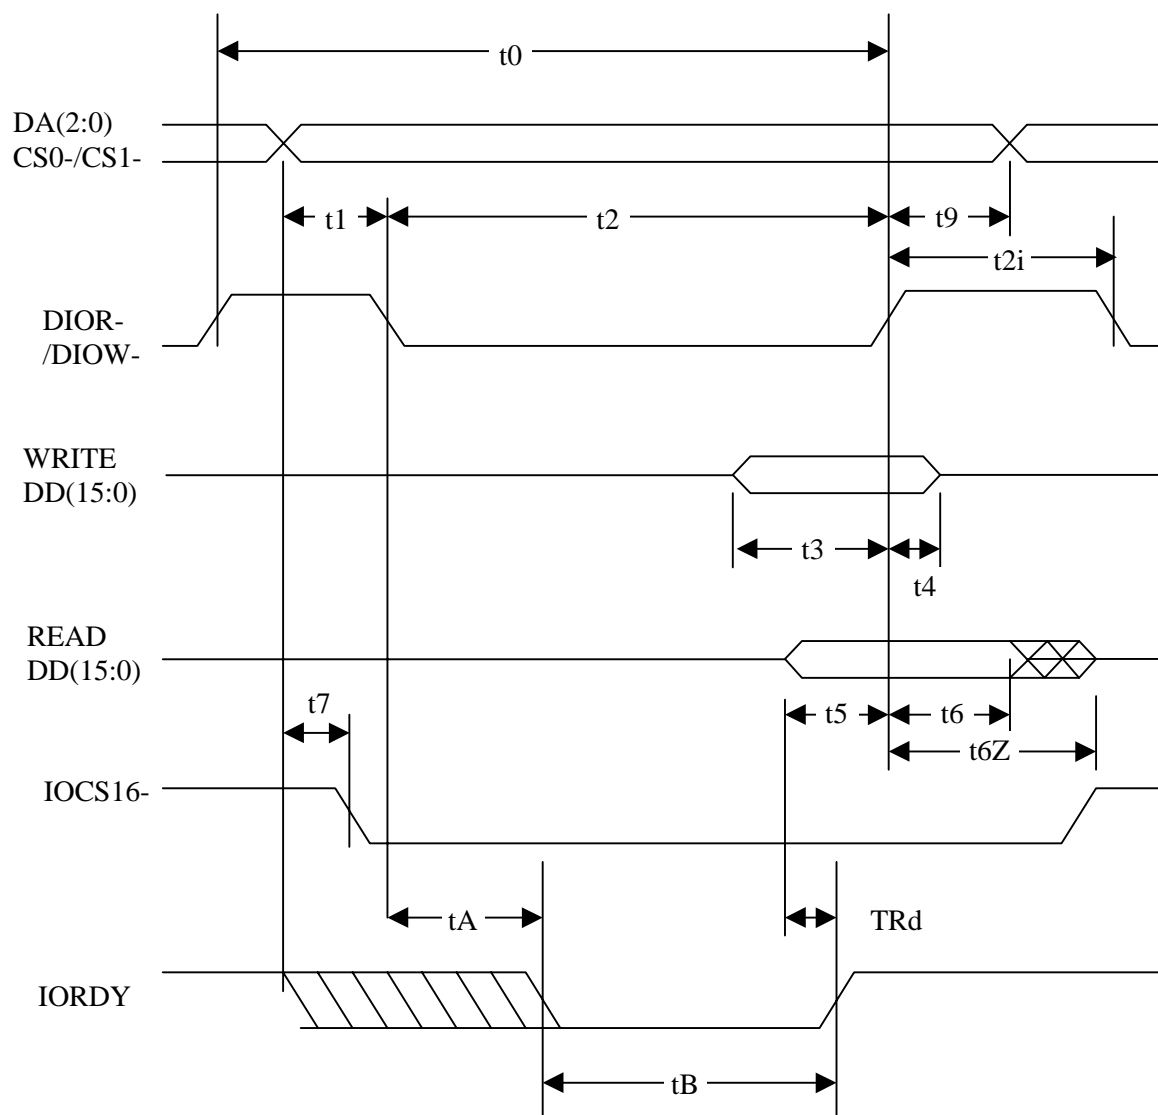 t0
DA(2:0)
CS0-/CS1-
t1
t2
t9
t2i
DIOR-
/DIOW-
WRITE
DD(15:0)
t3
t4
READ
DD(15:0)
t7
t5
t6
t6Z
IOCS16-
tA
TRd
IORDY
tB